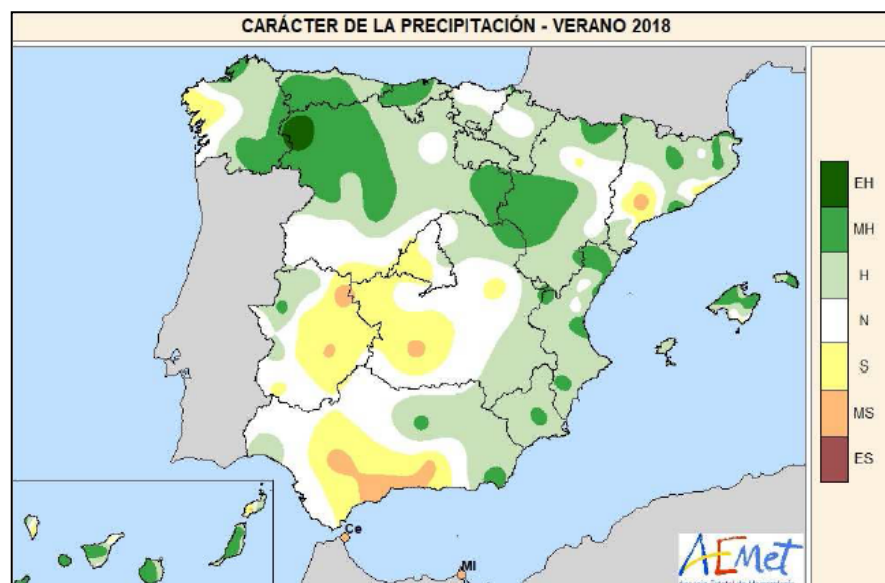 CARÁCTER DE LA PRECIPITACIÓN - VERANO 2018
EH
MH
H
N
S
MS
ES
Ce
Ml
AEMet